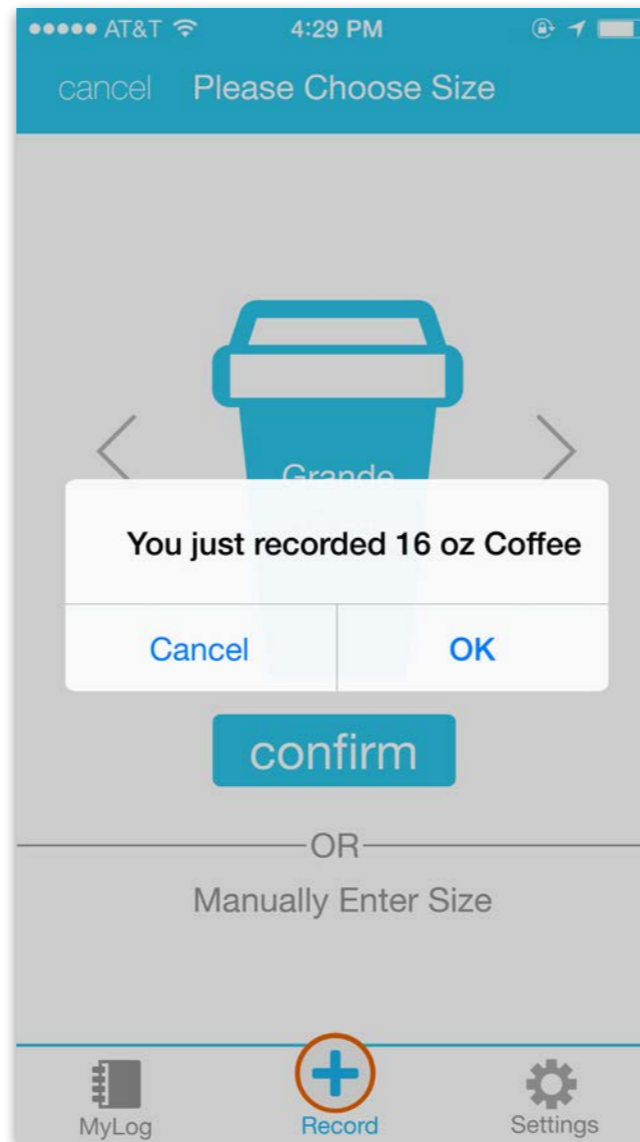 AT&T 4:29 PM
cancel Please Choose Size
Grande
You just recorded 16 oz Coffee
Cancel OK
confirm
OR
Manually Enter Size
MyLog Record Settings